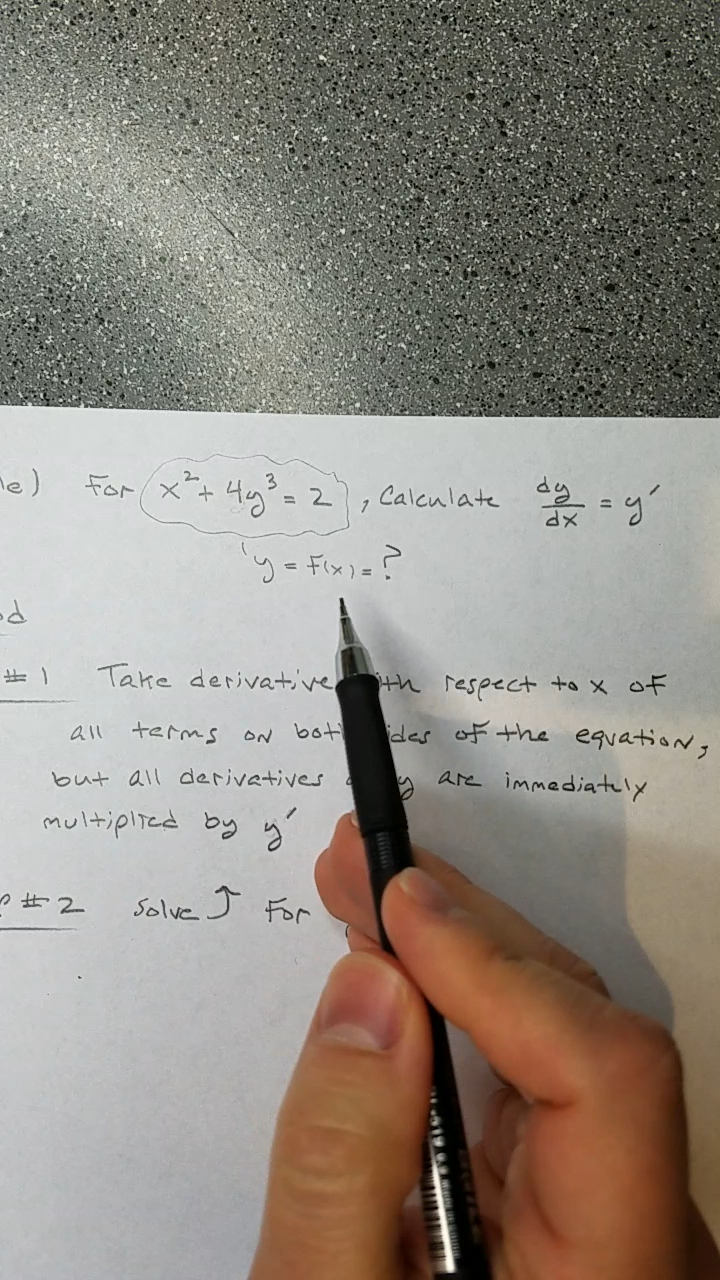 le) For x² + 4y³ = 2, Calculate dy/dx = y′
y = F(x) = ?
od
# 1 Take derivative with respect to x of
all terms on both sides of the equation,
but all derivatives y are immediately
multiplied by y′
# 2 Solve ↑ For